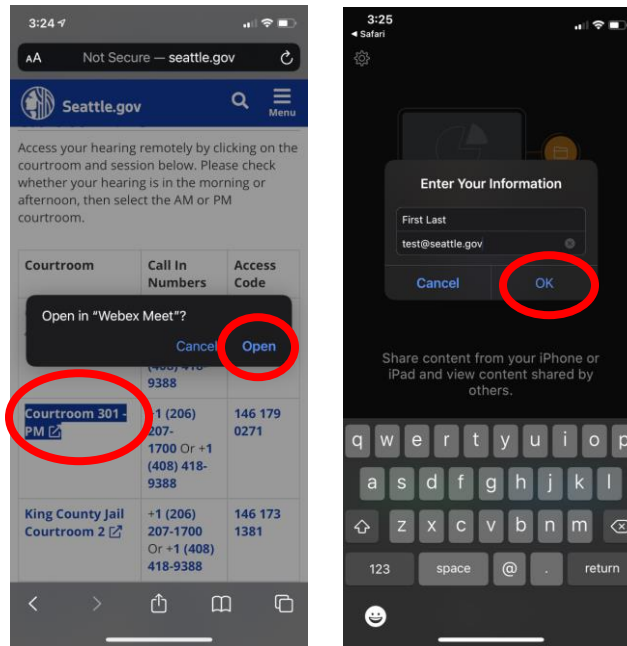 3:24
AA Not Secure — seattle.gov
Seattle.gov
Menu
Access your hearing remotely by clicking on the
courtroom and session below. Please check
whether your hearing is in the morning or
afternoon, then select the AM or PM
courtroom.
Courtroom Call In Access
Numbers Code
Open in “Webex Meet”?
Cancel Open
(408) 418-
9388
Courtroom 301 - +1 (206) 146 179
PM 207- 0271
1700 Or +1
(408) 418-
9388
King County Jail +1 (206) 146 173
Courtroom 2 207-1700 1381
Or +1 (408)
418-9388
3:25
Safari
Enter Your Information
First Last
test@seattle.gov
Cancel OK
Share content from your iPhone or
iPad and view content shared by
others.
q w e r t y u i o p
a s d f g h j k l
z x c v b n m
123 space @ . return